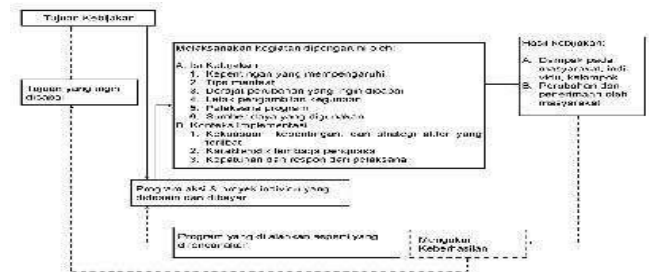 Tujuan Kebijakan
Melaksanakan kegiatan dipengaruhi oleh:
A. Isi Kebijakan
1. Kepentingan yang mempengaruhi
2. Tipe manfaat
3. Derajat perubahan yang ingin dicapai
4. Letak pengambilan keputusan
5. Pelaksana program
6. Sumber daya yang digunakan
B. Konteks Implementasi
1. Kekuasaan, kepentingan, dan strategi aktor yang
terlibat
2. Karakteristik lembaga penguasa
3. Kepatuhan dan respon dari pelaksana
Hasil Kebijakan:
A. Dampak pada
masyarakat, indi
vidu, kelompok
B. Perubahan dan
penerimaan oleh
masyarakat
Tujuan yang ingin
dicapai
Program aksi & proyek individu yang
didesain dan dibayar
Program yang dijalankan seperti yang
direncanakan
Mengukur
Keberhasilan